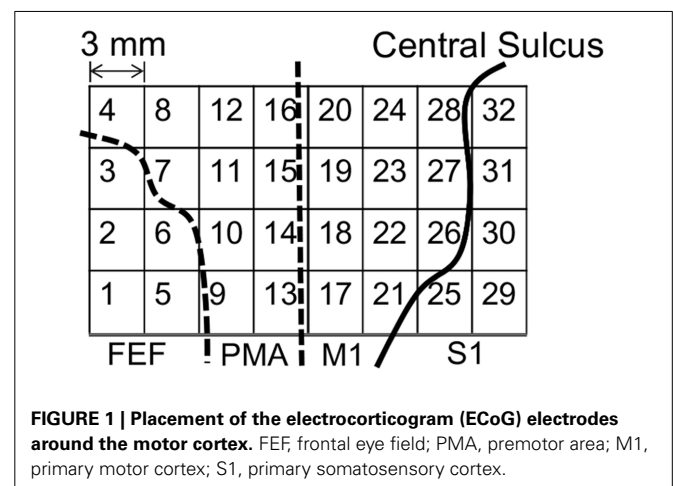 3 mm Central Sulcus
4 8 12 16 20 24 28 32
3 7 11 15 19 23 27 31
2 6 10 14 18 22 26 30
1 5 9 13 17 21 25 29
FEF PMA M1 S1
FIGURE 1 | Placement of the electrocorticogram (ECoG) electrodes
around the motor cortex. FEF, frontal eye field; PMA, premotor area; M1,
primary motor cortex; S1, primary somatosensory cortex.